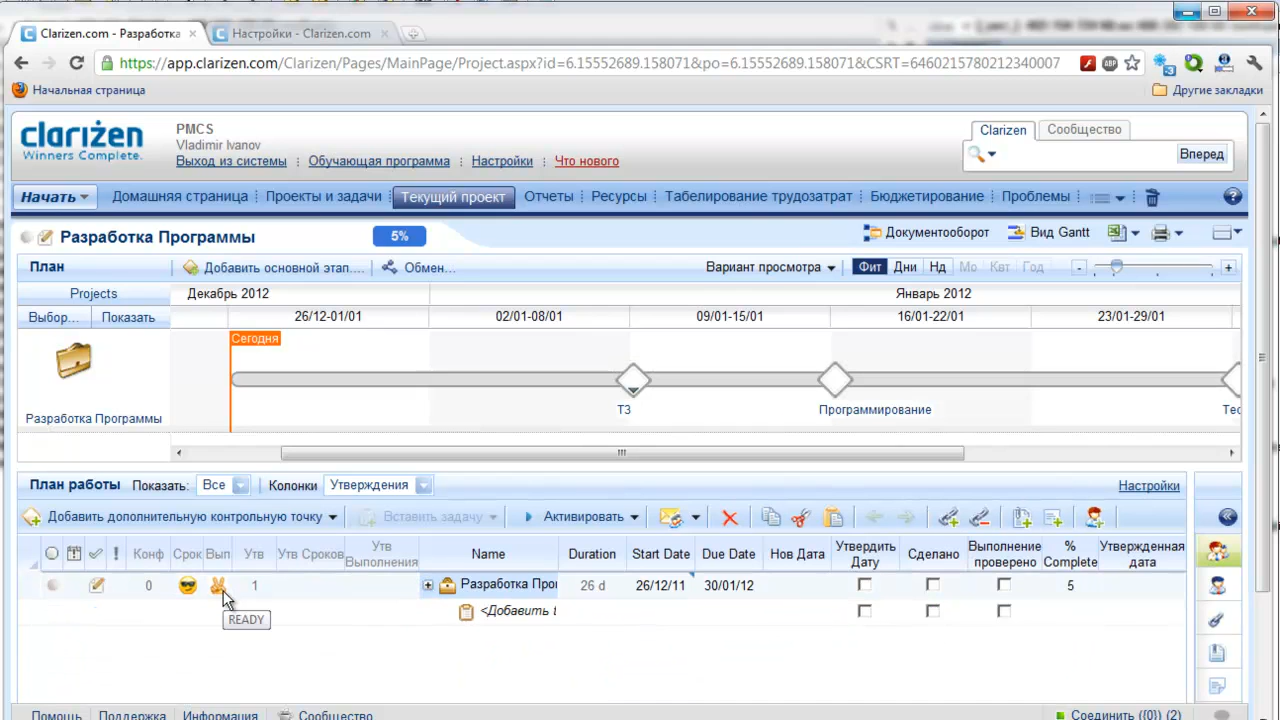 Clarizen.com - Разработка
Настройки - Clarizen.com
https://app.clarizen.com/Clarizen/Pages/MainPage/Project.aspx?id=6.15552689.158071&po=6.15552689.158071&CSRT=6460215780212340007
Начальная страница
Другие закладки
clarizen
Winners Complete.
PMCS
Vladimir Ivanov
Выход из системы
Обучающая программа
Настройки
Что нового
Clarizen
Сообщество
Вперед
Начать
Домашная страница
Проекты и задачи
Текущий проект
Отчеты
Ресурсы
Табелирование трудозатрат
Бюджетирование
Проблемы
Разработка Программы
5%
Документооборот
Вид Gantt
План
Добавить основной этап....
Обмен...
Вариант просмотра
Фит
Дни
Нд
Мо
Квт
Год
Projects
Декабрь 2012
Январь 2012
Выбор...
Показать
26/12-01/01
02/01-08/01
09/01-15/01
16/01-22/01
23/01-29/01
Сегодня
Разработка Программы
ТЗ
Программирование
Тес
План работы
Показать:
Все
Колонки
Утверждения
Настройки
Добавить дополнительную контрольную точку
Вставить задачу
Активировать
Конф
Срок
Вып
Утв
Утв Сроков
Утв Выполнения
Name
Duration
Start Date
Due Date
Нов Дата
Утвердить Дату
Сделано
Выполнение проверено
% Complete
Утвержденная дата
0
1
Разработка Прог
26 d
26/12/11
30/01/12
5
READY
<Добавить
Помощь
Поддержка
Информация
Сообщество
Соединить ({0}) (2)